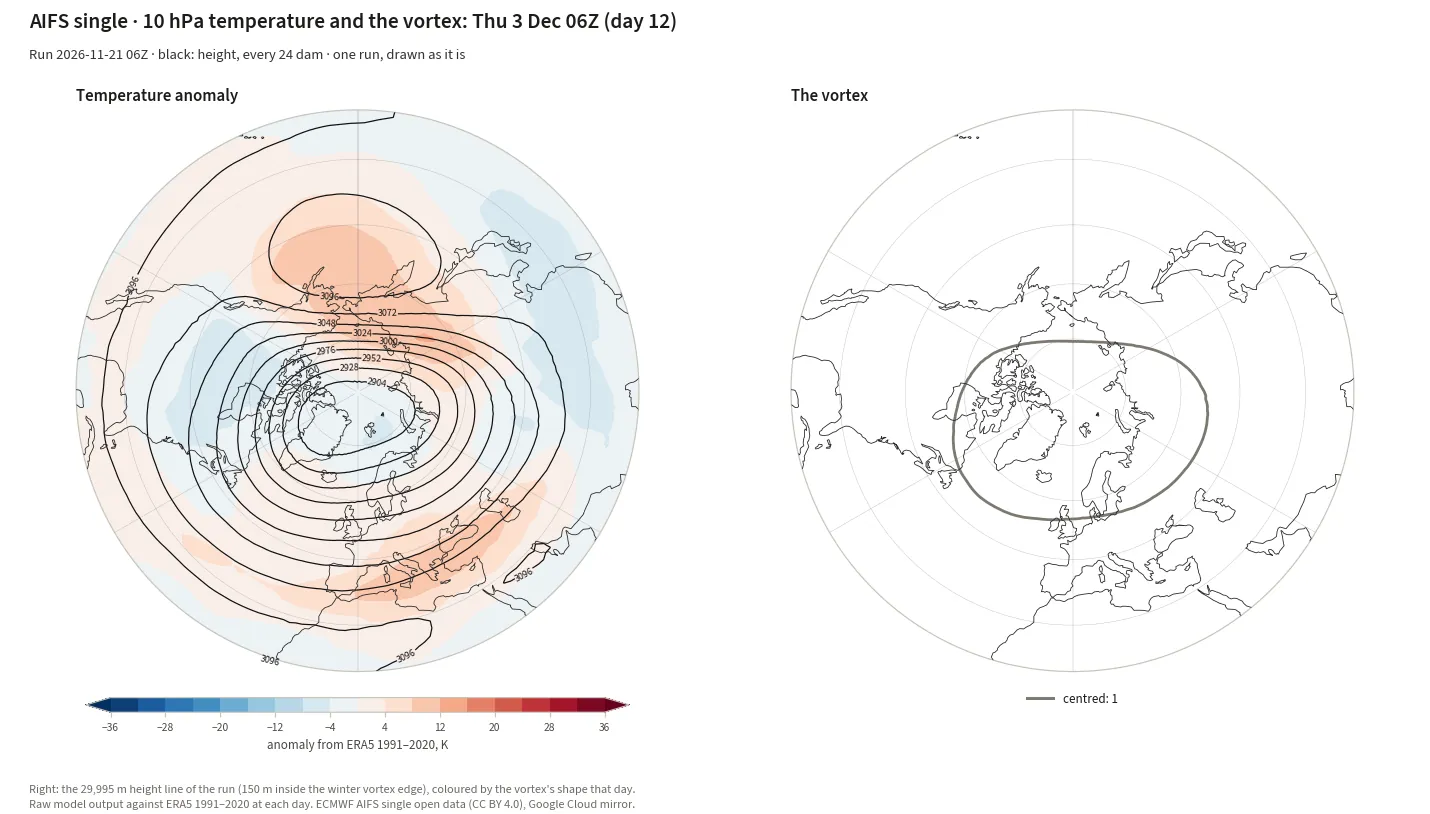 AIFS single · 10 hPa temperature and the vortex: Thu 3 Dec 06Z (day 12)
Run 2026-11-21 06Z · black: height, every 24 dam · one run, drawn as it is
Temperature anomaly
The vortex
3096
3096
3072
3048
3024
3000
2976
2952
2928
2904
3096
3096
3096
centred: 1
−36 −28 −20 −12 −4 4 12 20 28 36
anomaly from ERA5 1991–2020, K
Right: the 29,995 m height line of the run (150 m inside the winter vortex edge), coloured by the vortex's shape that day.
Raw model output against ERA5 1991–2020 at each day. ECMWF AIFS single open data (CC BY 4.0), Google Cloud mirror.